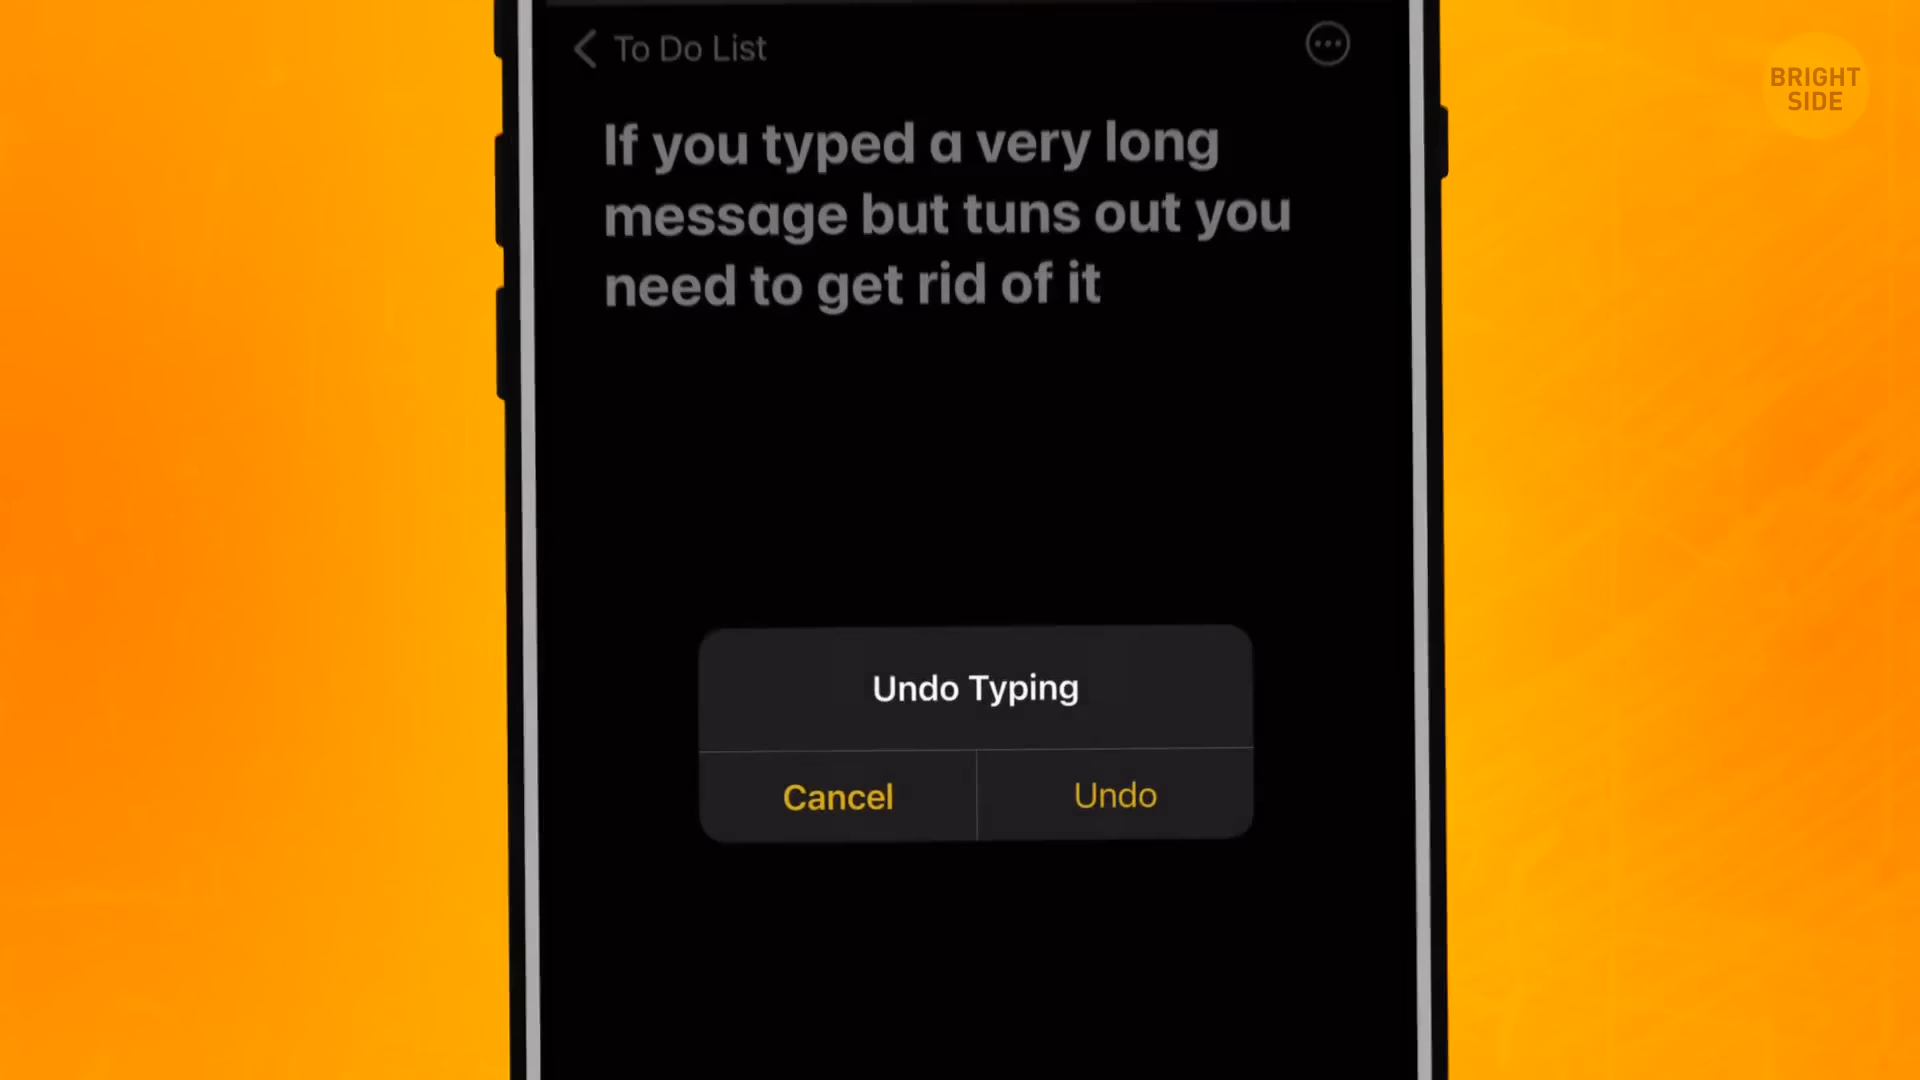 To Do List
BRIGHT
SIDE
If you typed a very long
message but tuns out you
need to get rid of it
Undo Typing
Cancel
Undo